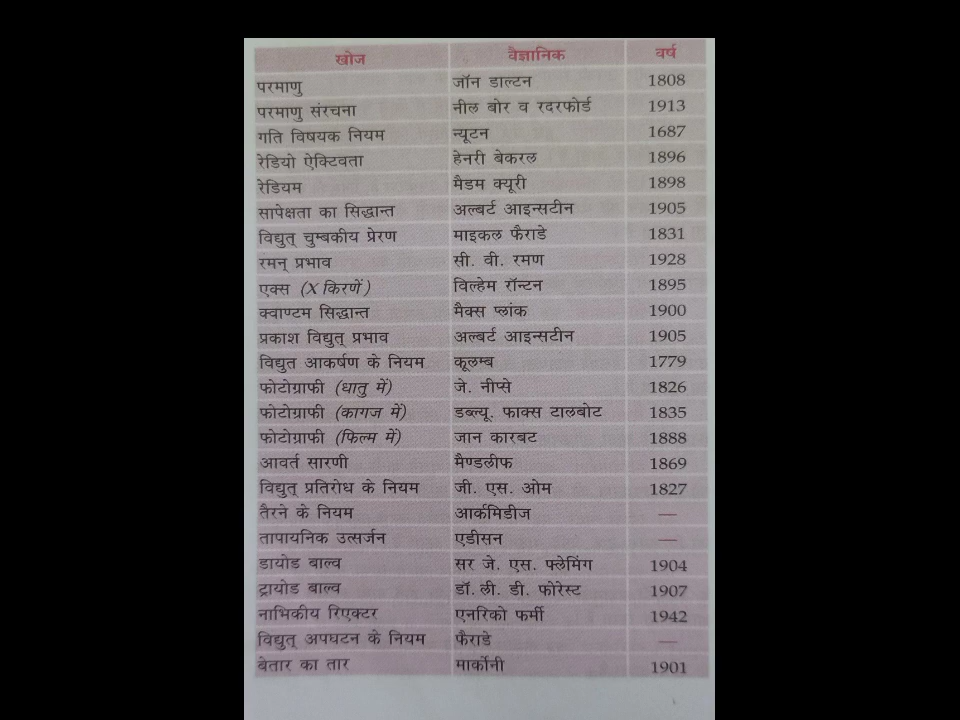 खोज वैज्ञानिक वर्ष
परमाणु जॉन डाल्टन 1808
परमाणु संरचना नील बोर व रदरफोर्ड 1913
गति विषयक नियम न्यूटन 1687
रेडियो ऐक्टिवता हेनरी बेकरल 1896
रेडियम मैडम क्यूरी 1898
सापेक्षता का सिद्धान्त अल्बर्ट आइन्सटीन 1905
विद्युत् चुम्बकीय प्रेरण माइकल फैराडे 1831
रमन् प्रभाव सी. वी. रमण 1928
एक्स (X किरणें) विल्हेम रॉन्टन 1895
क्वाण्टम सिद्धान्त मैक्स प्लांक 1900
प्रकाश विद्युत् प्रभाव अल्बर्ट आइन्सटीन 1905
विद्युत आकर्षण के नियम कूलम्ब 1779
फोटोग्राफी (धातु में) जे. नीप्से 1826
फोटोग्राफी (कागज में) डब्ल्यू. फाक्स टालबोट 1835
फोटोग्राफी (फिल्म में) जान कारबट 1888
आवर्त सारणी मैण्डलीफ 1869
विद्युत् प्रतिरोध के नियम जी. एस. ओम 1827
तैरने के नियम आर्कमिडीज —
तापायनिक उत्सर्जन एडीसन —
डायोड बाल्व सर जे. एस. फ्लेमिंग 1904
ट्रायोड बाल्व डॉ. ली. डी. फोरेस्ट 1907
नाभिकीय रिएक्टर एनरिको फर्मी 1942
विद्युत् अपघटन के नियम फैराडे —
बेतार का तार मार्कोनी 1901